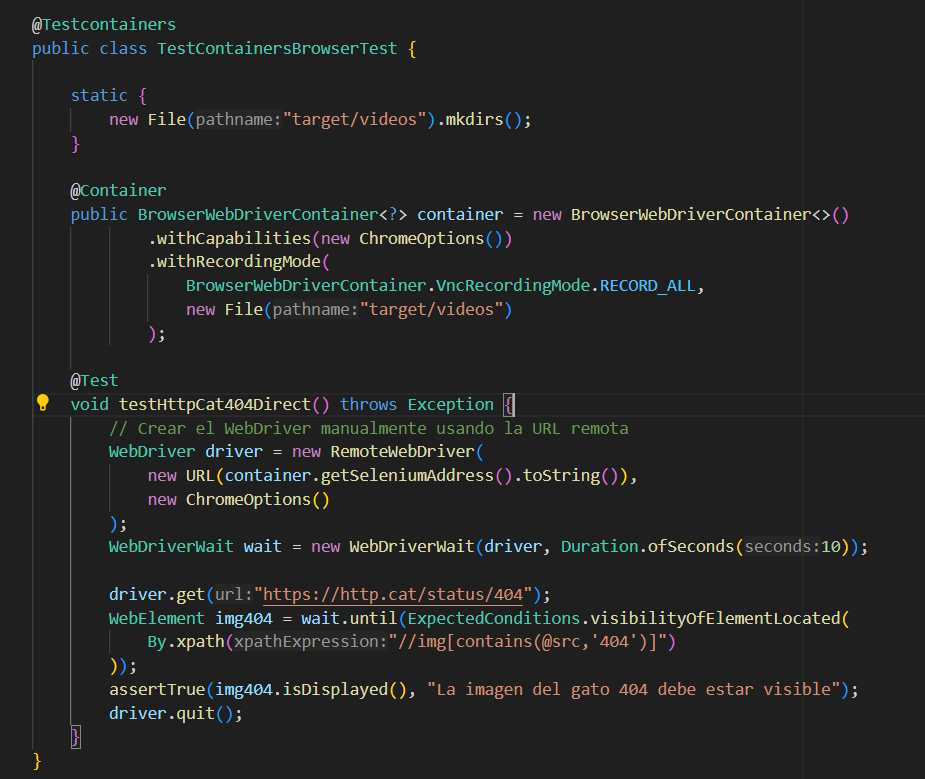 @Testcontainers
public class TestContainersBrowserTest {
static {
new File(pathname:"target/videos").mkdirs();
}
@Container
public BrowserWebDriverContainer<?> container = new BrowserWebDriverContainer<>()
.withCapabilities(new ChromeOptions())
.withRecordingMode(
BrowserWebDriverContainer.VncRecordingMode.RECORD_ALL,
new File(pathname:"target/videos")
);
@Test
void testHttpCat404Direct() throws Exception {
// Crear el WebDriver manualmente usando la URL remota
WebDriver driver = new RemoteWebDriver(
new URL(container.getSeleniumAddress().toString()),
new ChromeOptions()
);
WebDriverWait wait = new WebDriverWait(driver, Duration.ofSeconds(seconds:10));
driver.get(url:"https://http.cat/status/404");
WebElement img404 = wait.until(ExpectedConditions.visibilityOfElementLocated(
By.xpath(xpathExpression:"//img[contains(@src,'404')]")
));
assertTrue(img404.isDisplayed(), "La imagen del gato 404 debe estar visible");
driver.quit();
}
}